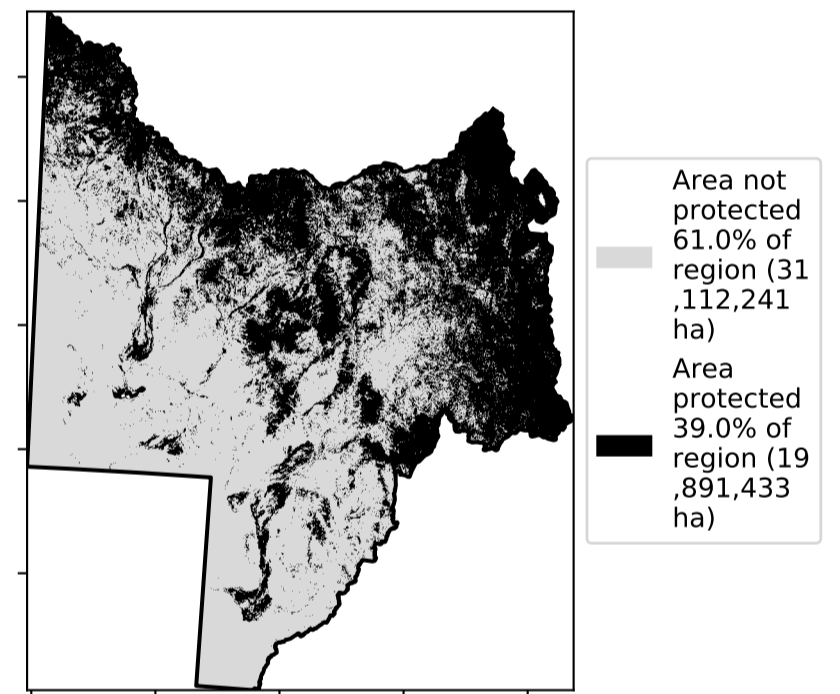 Area not
protected
61.0% of
region (31
,112,241
ha)
Area
protected
39.0% of
region (19
,891,433
ha)